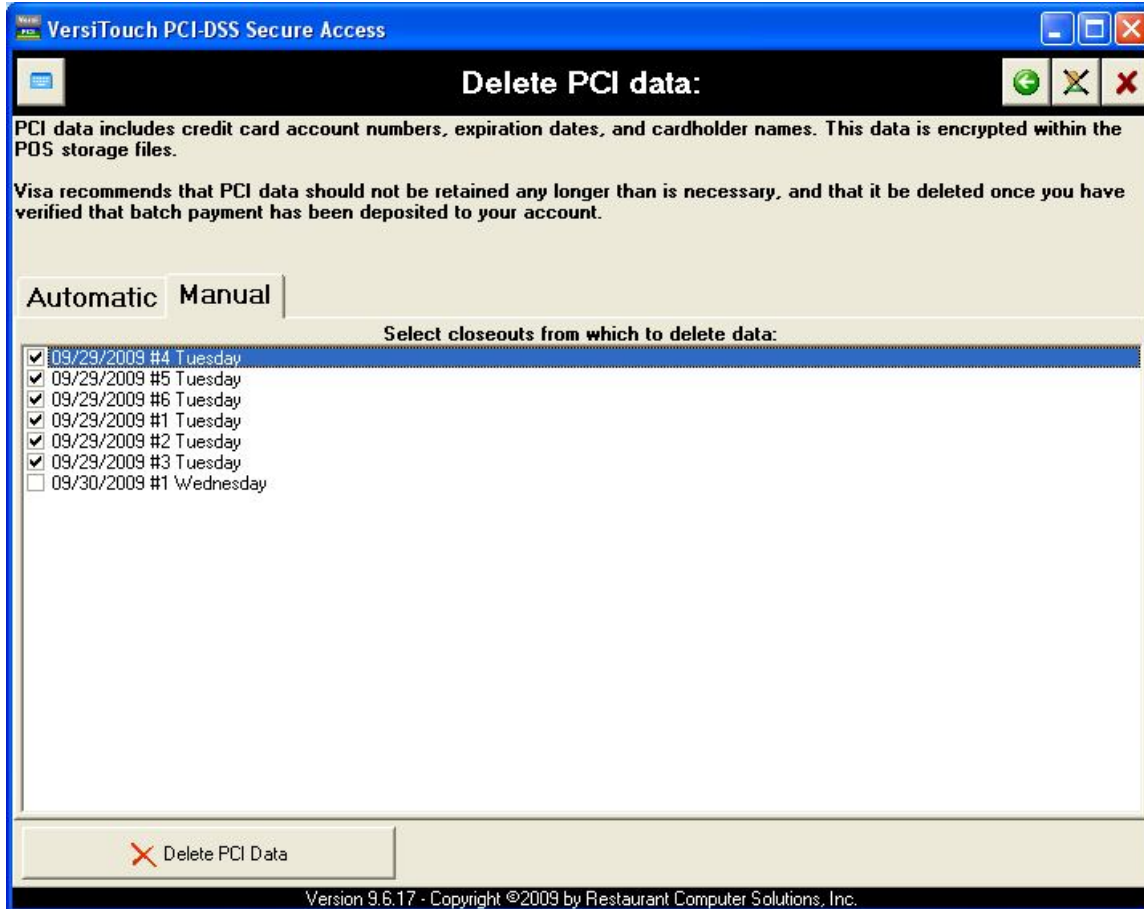 VersiTouch PCI-DSS Secure Access
Delete PCI data:
PCI data includes credit card account numbers, expiration dates, and cardholder names. This data is encrypted within the
POS storage files.
Visa recommends that PCI data should not be retained any longer than is necessary, and that it be deleted once you have
verified that batch payment has been deposited to your account.
Automatic Manual
Select closeouts from which to delete data:
09/29/2009 #4 Tuesday
09/29/2009 #5 Tuesday
09/29/2009 #6 Tuesday
09/29/2009 #1 Tuesday
09/29/2009 #2 Tuesday
09/29/2009 #3 Tuesday
09/30/2009 #1 Wednesday
Delete PCI Data
Version 9.6.17 - Copyright ©2009 by Restaurant Computer Solutions, Inc.